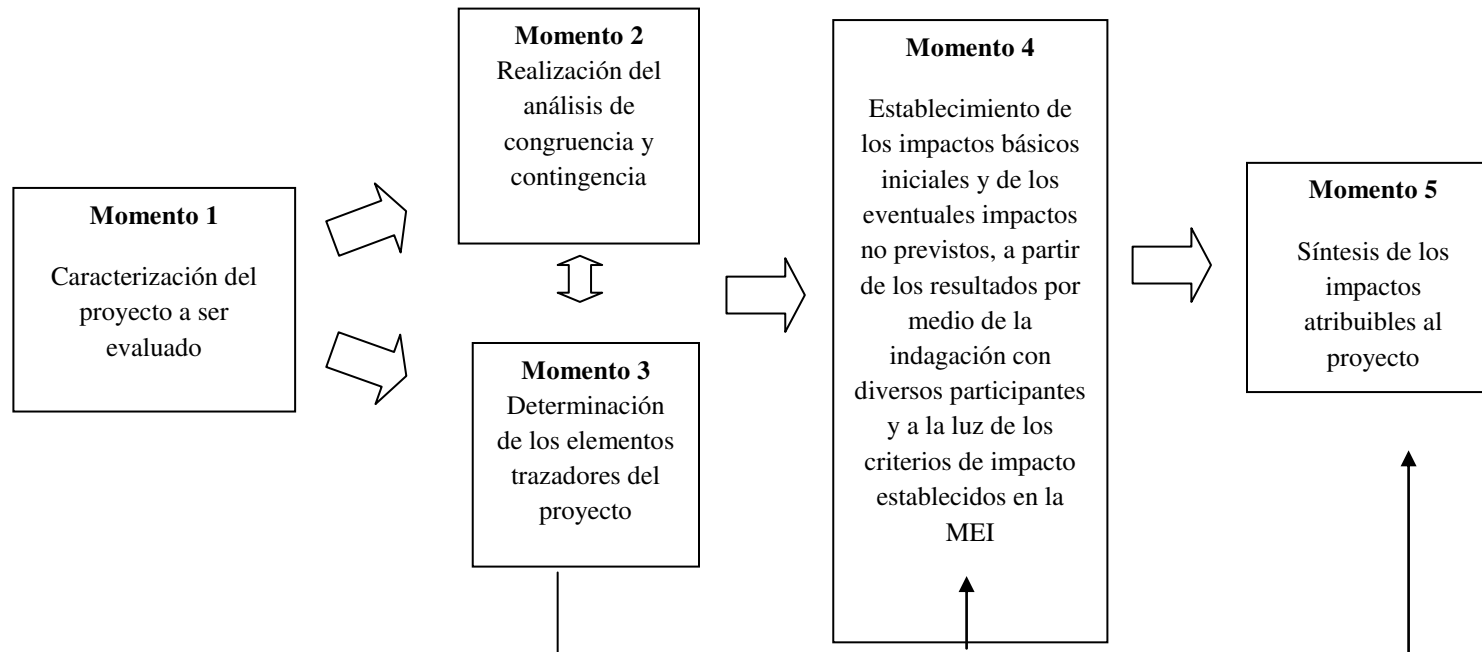 Momento 1
Caracterización del
proyecto a ser
evaluado
Momento 2
Realización del
análisis de
congruencia y
contingencia
Momento 3
Determinación
de los elementos
trazadores del
proyecto
Momento 4
Establecimiento de
los impactos básicos
iniciales y de los
eventuales impactos
no previstos, a partir
de los resultados por
medio de la
indagación con
diversos participantes
y a la luz de los
criterios de impacto
establecidos en la
MEI
Momento 5
Síntesis de los
impactos
atribuibles al
proyecto